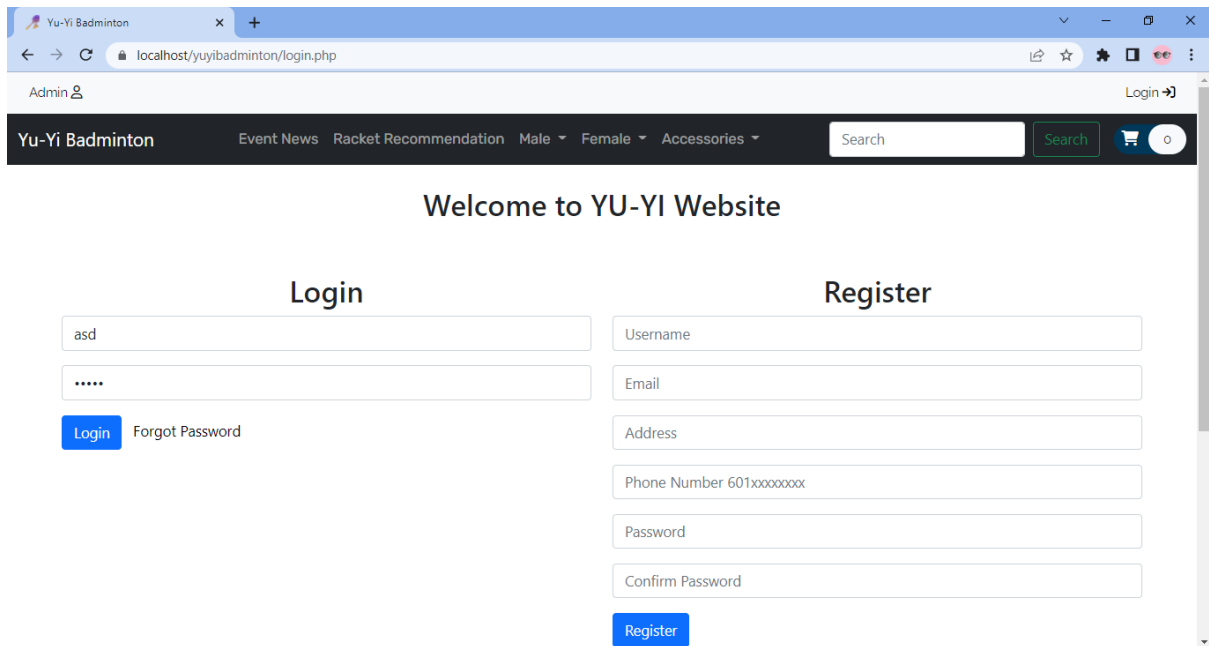 Yu-Yi Badminton
localhost/yuyibadminton/login.php
Admin Login
Yu-Yi Badminton Event News Racket Recommendation Male Female Accessories Search Search 0
Welcome to YU-YI Website
Login
asd
•••••
Login Forgot Password
Register
Username
Email
Address
Phone Number 601xxxxxxxx
Password
Confirm Password
Register